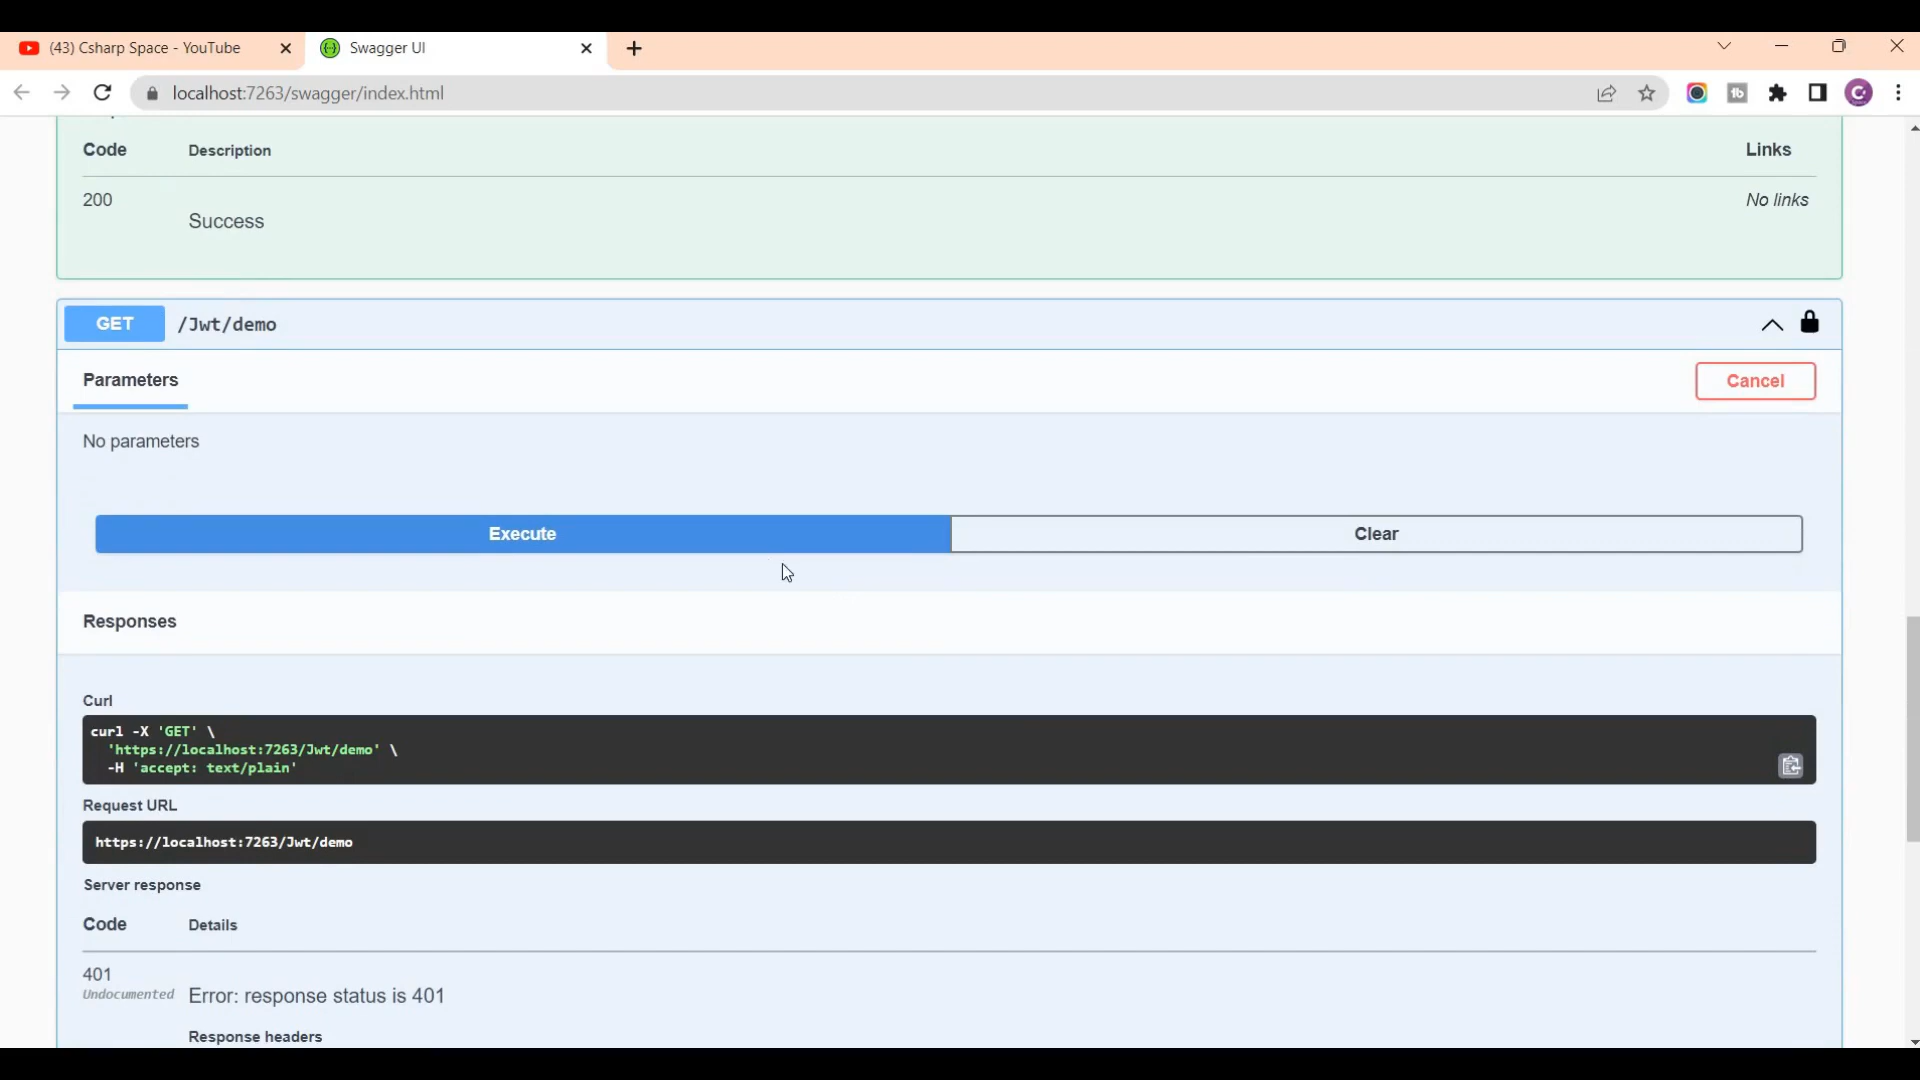 (43) Csharp Space - YouTube
Swagger UI
localhost:7263/swagger/index.html
Code Description Links
200 No links
Success
GET /Jwt/demo
Parameters Cancel
No parameters
Execute Clear
Responses
Curl
curl -X 'GET' \
'https://localhost:7263/Jwt/demo' \
-H 'accept: text/plain'
Request URL
https://localhost:7263/Jwt/demo
Server response
Code Details
401
Undocumented Error: response status is 401
Response headers